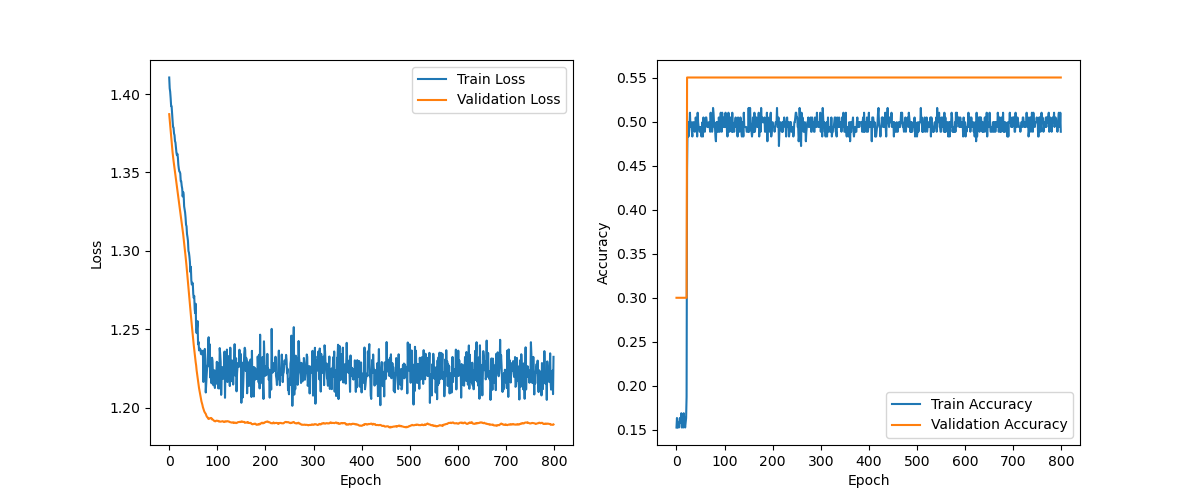 1.40
1.35
1.30
1.25
1.20
Loss
0 100 200 300 400 500 600 700 800
Epoch
Train Loss
Validation Loss
0.55
0.50
0.45
0.40
0.35
0.30
0.25
0.20
0.15
Accuracy
0 100 200 300 400 500 600 700 800
Epoch
Train Accuracy
Validation Accuracy